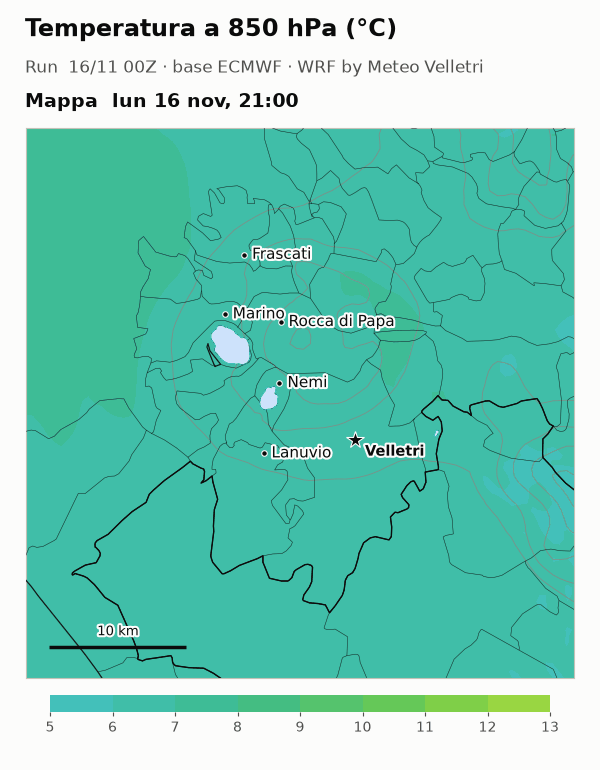 Temperatura a 850 hPa (°C)
Run  16/11 00Z · base ECMWF · WRF by Meteo Velletri
Mappa  lun 16 nov, 21:00
Frascati
Marino
Rocca di Papa
Nemi
Velletri
Lanuvio
10 km
5 6 7 8 9 10 11 12 13